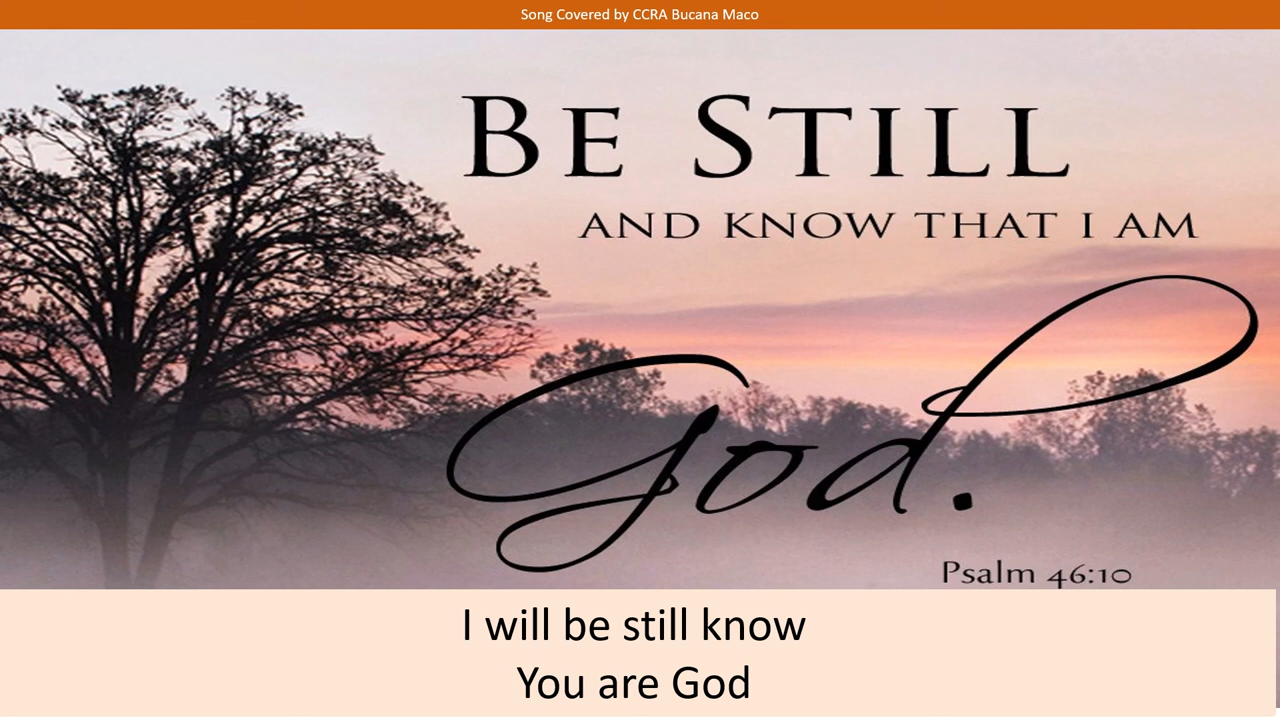 Song Covered by CCRA Bucana Maco
BE STILL
AND KNOW THAT I AM
God.
Psalm 46:10
I will be still know
You are God